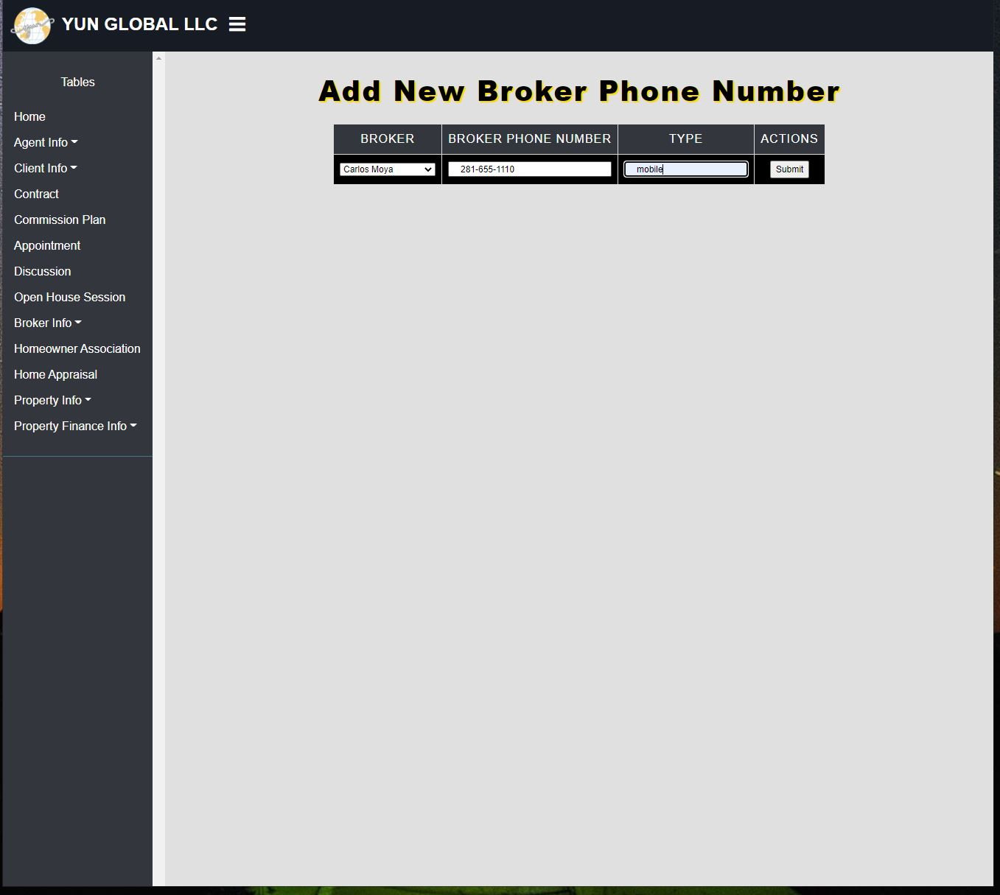 YUN GLOBAL LLC
Tables
Home
Agent Info
Client Info
Contract
Commission Plan
Appointment
Discussion
Open House Session
Broker Info
Homeowner Association
Home Appraisal
Property Info
Property Finance Info
Add New Broker Phone Number
BROKER BROKER PHONE NUMBER TYPE ACTIONS
Carlos Moya 281-655-1110 mobile Submit